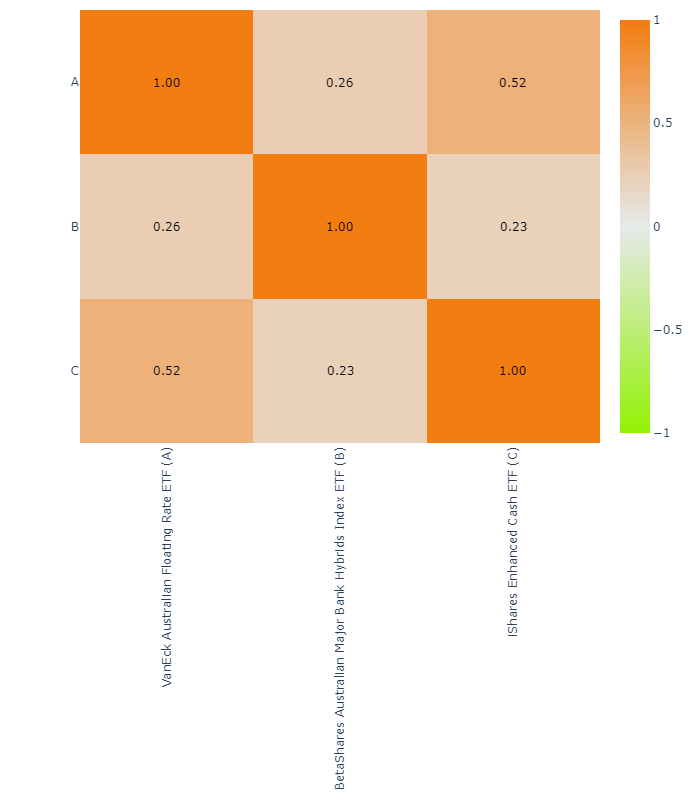 A
1.00
0.26
0.52
B
0.26
1.00
0.23
C
0.52
0.23
1.00
VanEck Australian Floating Rate ETF (A)
BetaShares Australian Major Bank Hybrids Index ETF (B)
iShares Enhanced Cash ETF (C)
1
0.5
0
−0.5
−1